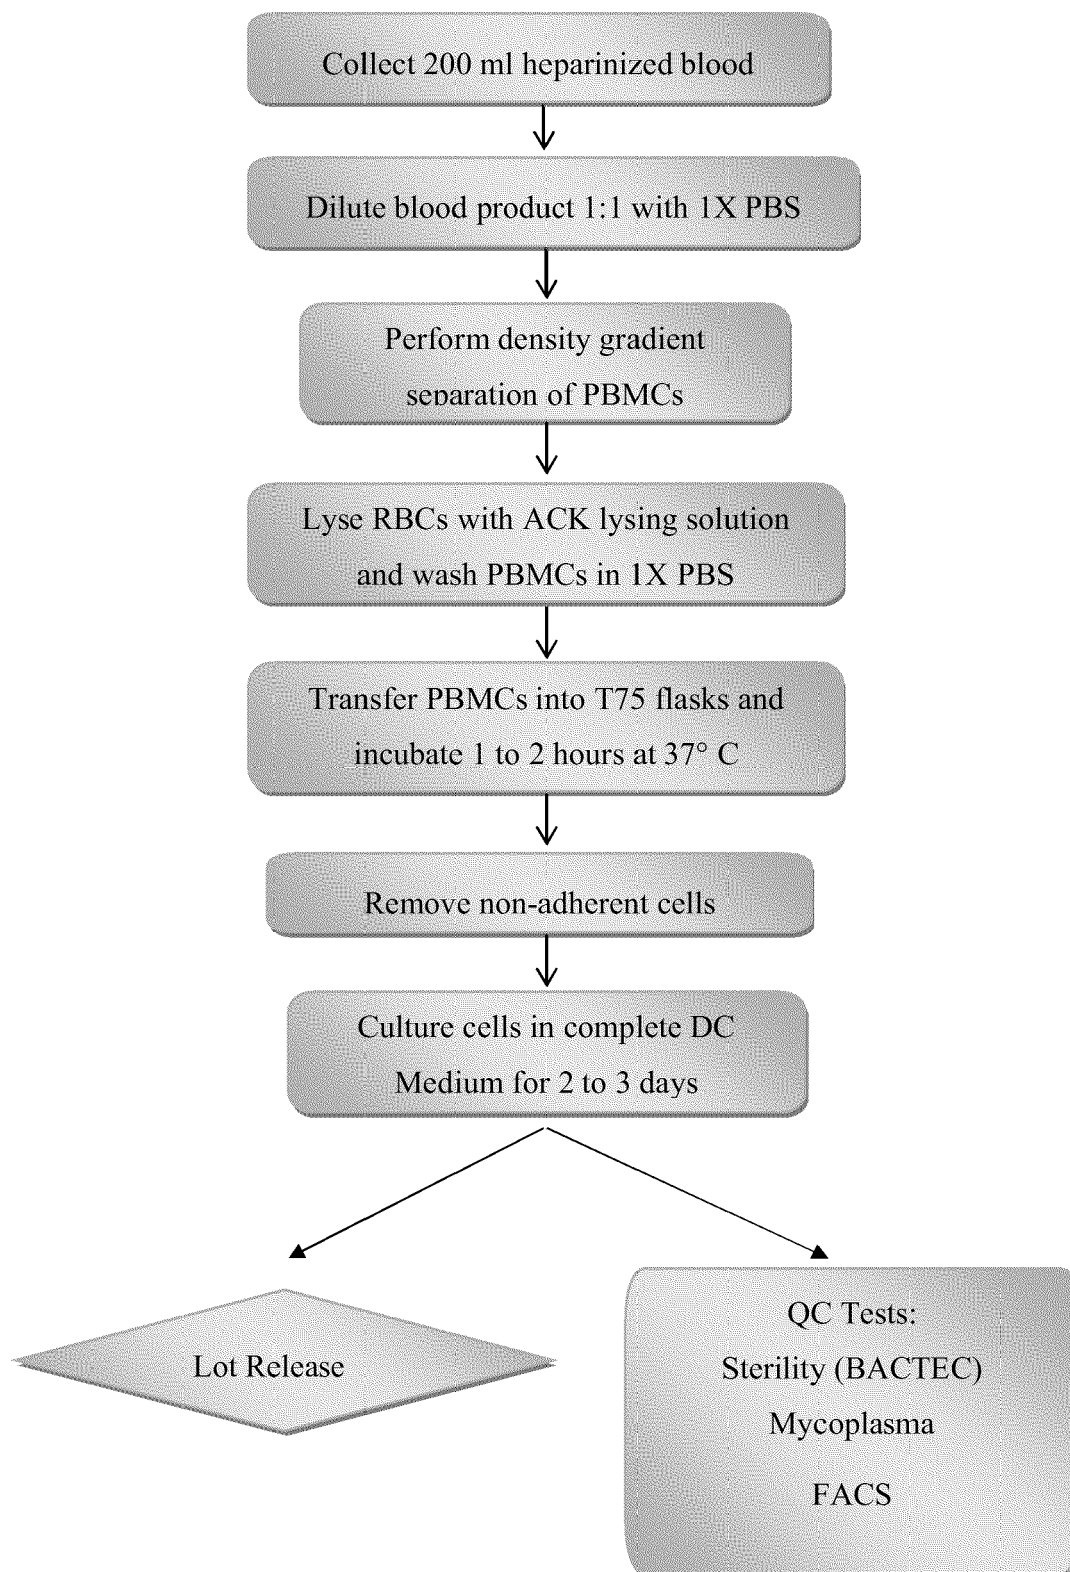 Collect 200 ml heparinized blood
Dilute blood product 1:1 with 1X PBS
Perform density gradient
separation of PBMCs
Lyse RBCs with ACK lysing solution
and wash PBMCs in 1X PBS
Transfer PBMCs into T75 flasks and
incubate 1 to 2 hours at 37° C
Remove non-adherent cells
Culture cells in complete DC
Medium for 2 to 3 days
Lot Release
QC Tests:
Sterility (BACTEC)
Mycoplasma
FACS